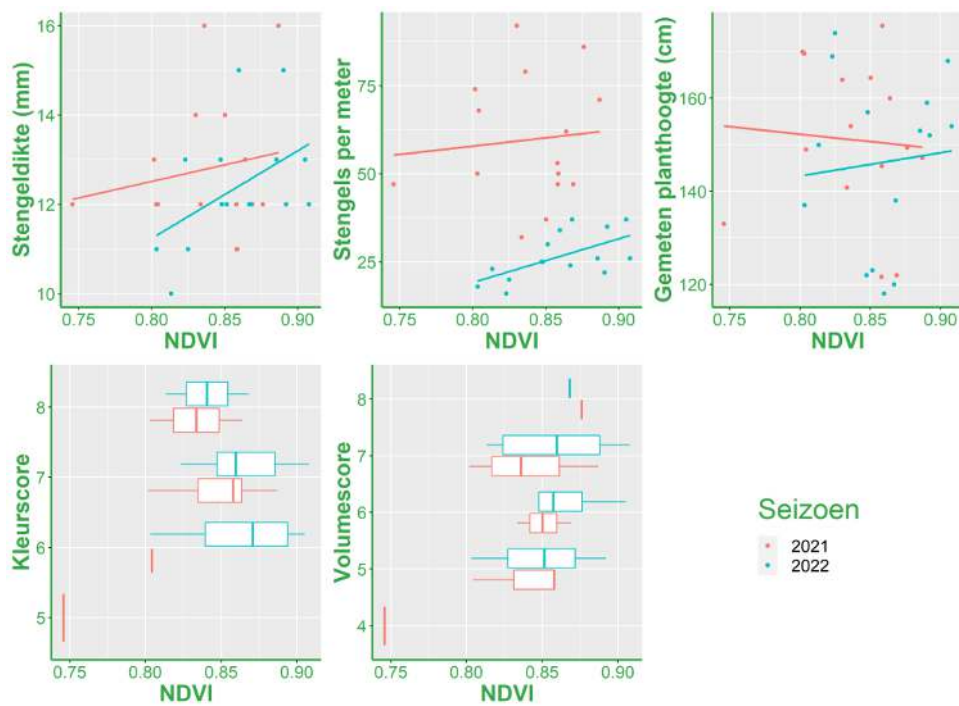 Stengeldikte (mm)
16
14
12
10
0.75 0.80 0.85 0.90
NDVI
Stengels per meter
75
50
25
0.75 0.80 0.85 0.90
NDVI
Gemeten planthoogte (cm)
160
140
120
0.75 0.80 0.85 0.90
NDVI
Kleurscore
8
7
6
5
0.75 0.80 0.85 0.90
NDVI
Volumescore
8
7
6
5
4
0.75 0.80 0.85 0.90
NDVI
Seizoen
2021
2022